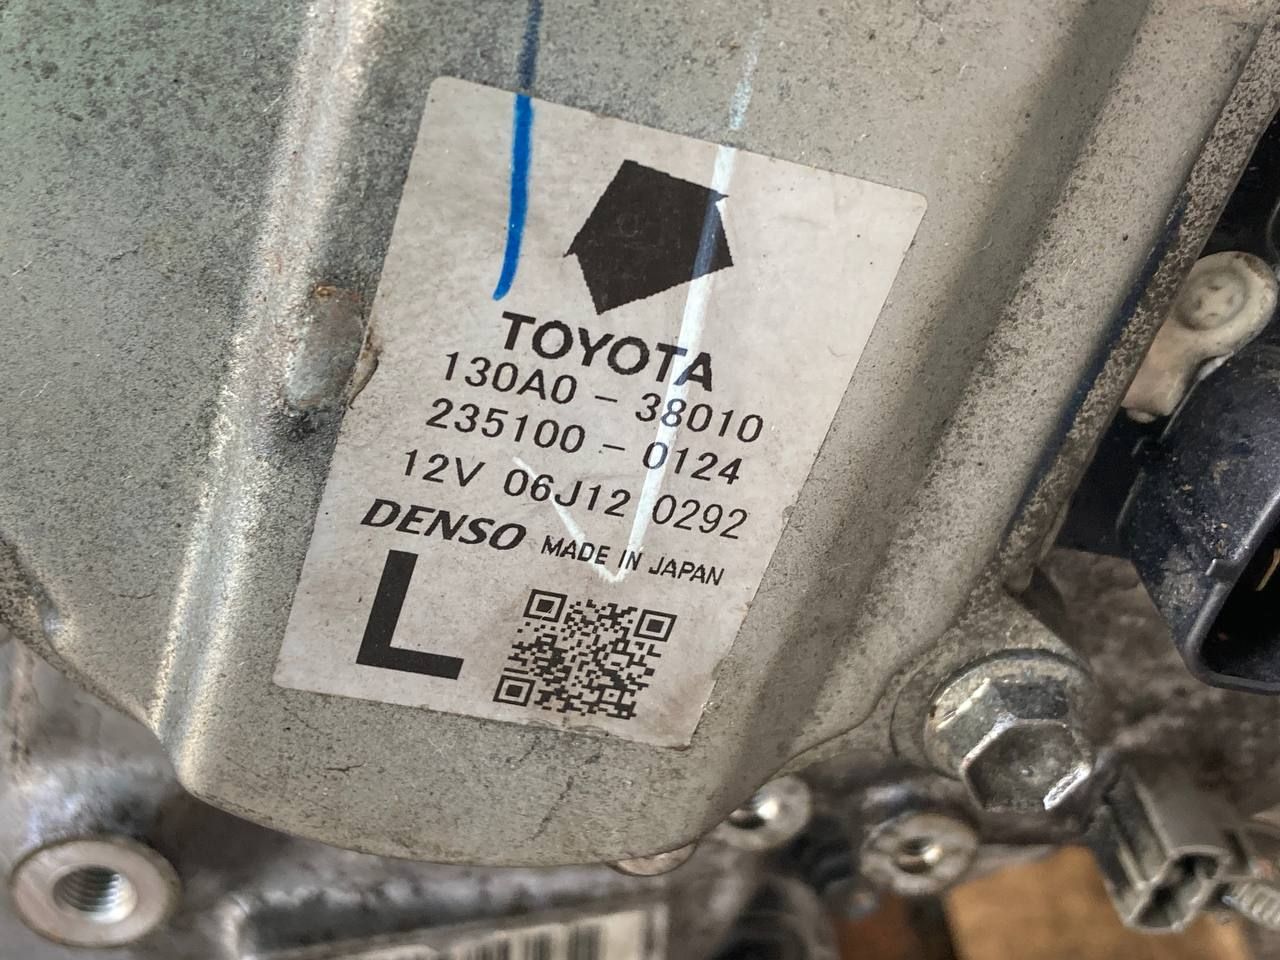 TOYOTA
130A0 - 38010
235100 - 0124
12V 06J12 0292
DENSO MADE IN JAPAN
L